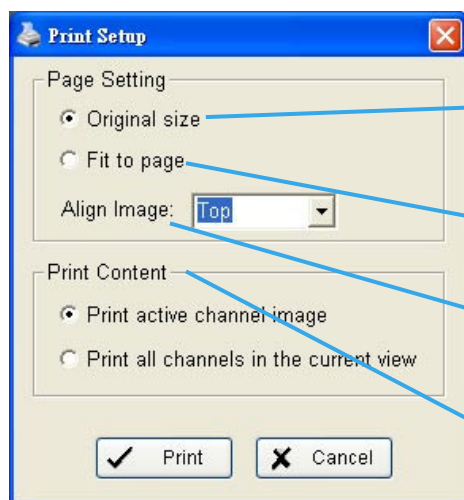 Print Setup
Page Setting
Original size
Fit to page
Align Image: Top
Print Content
Print active channel image
Print all channels in the current view
Print Cancel